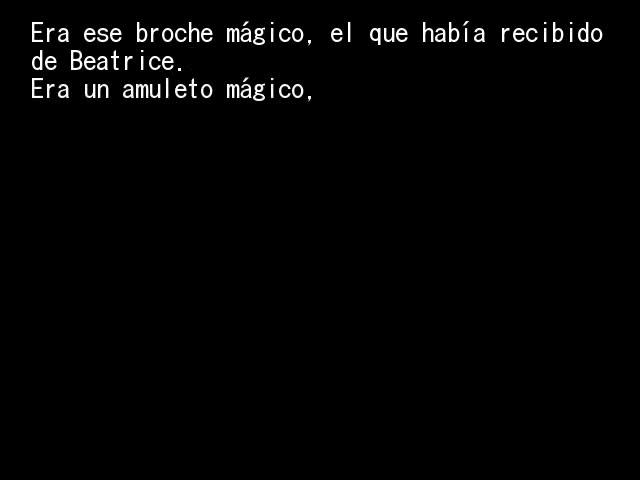 Era ese broche mágico, el que había recibido
de Beatrice.
Era un amuleto mágico,